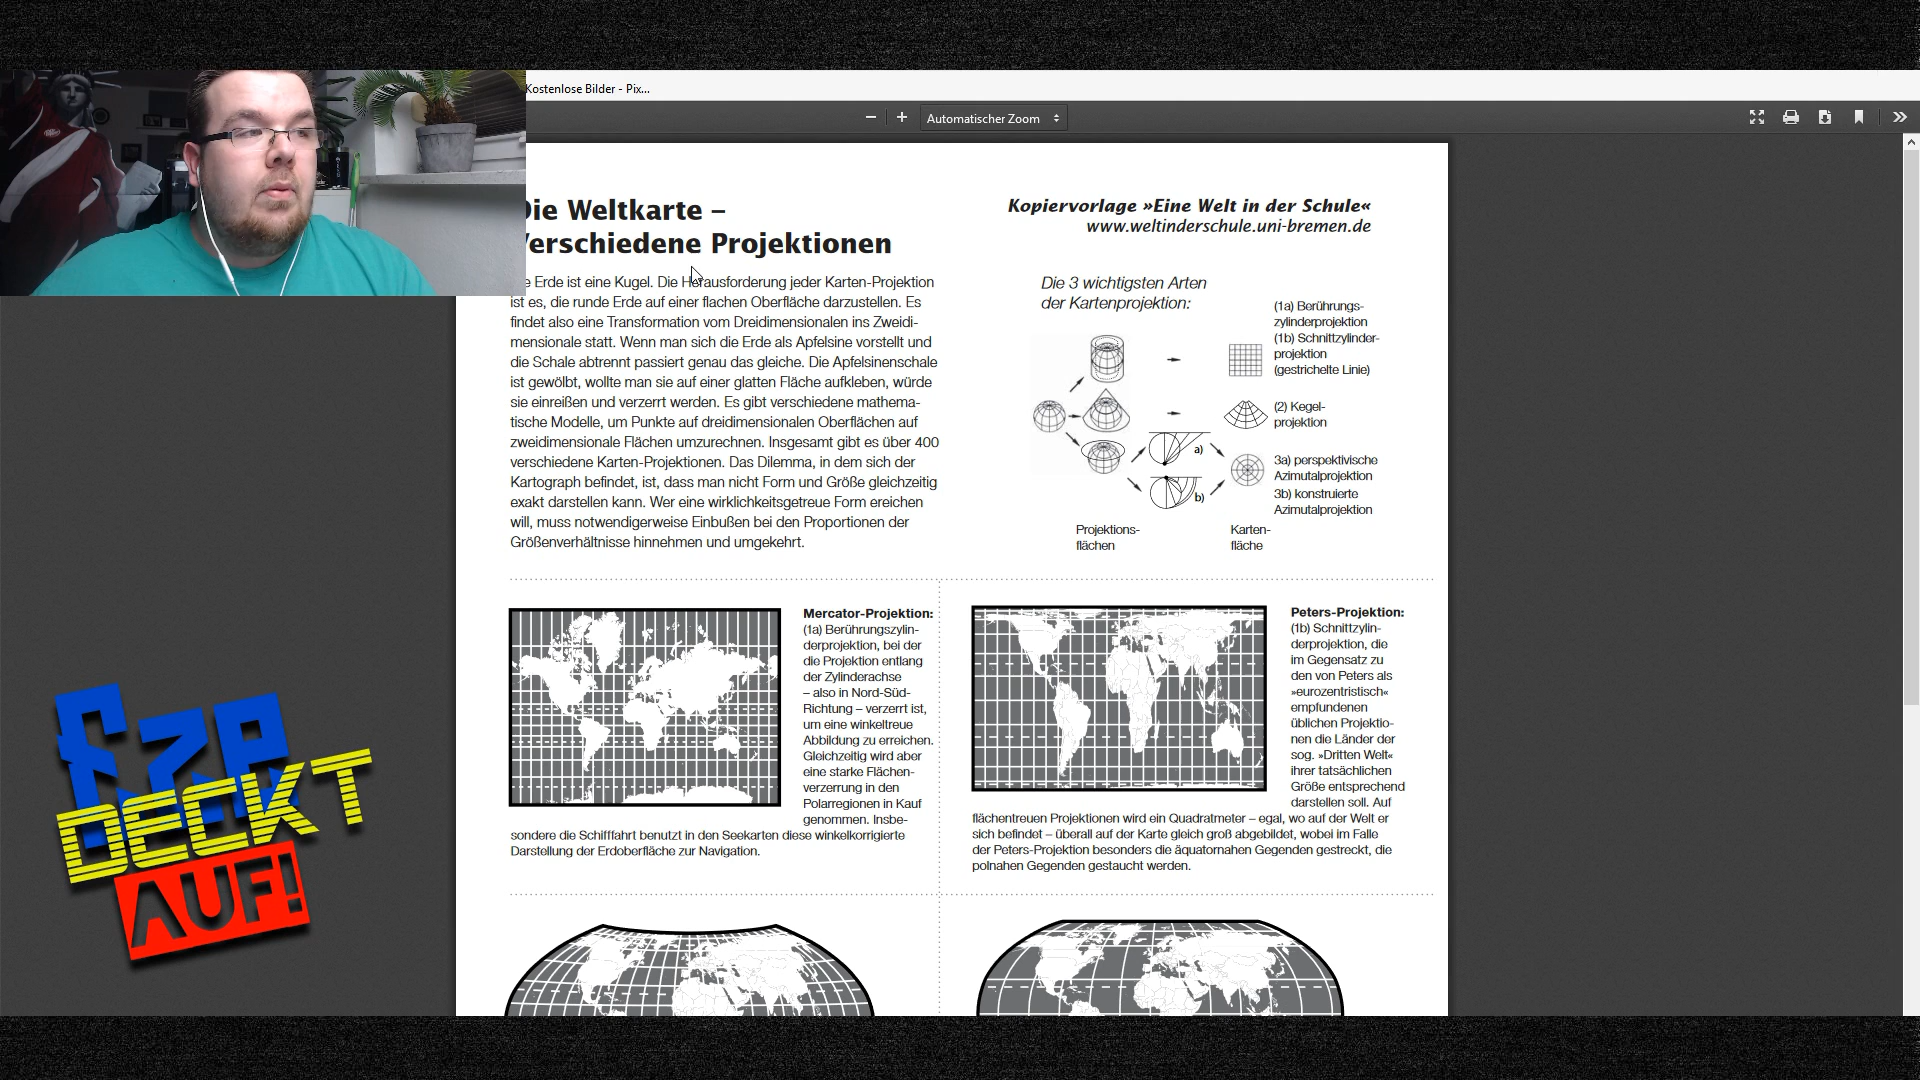 Kostenlose Bilder - Pix...
Automatischer Zoom
Die Weltkarte –
Verschiedene Projektionen
Kopiervorlage »Eine Welt in der Schule«
www.weltinderschule.uni-bremen.de
Erde ist eine Kugel. Die Herausforderung jeder Karten-Projektion
ist es, die runde Erde auf einer flachen Oberfläche darzustellen. Es
findet also eine Transformation vom Dreidimensionalen ins Zweidi-
mensionale statt. Wenn man sich die Erde als Apfelsine vorstellt und
die Schale abtrennt passiert genau das gleiche. Die Apfelsinenschale
ist gewölbt, wollte man sie auf einer glatten Fläche aufkleben, würde
sie einreißen und verzerrt werden. Es gibt verschiedene mathema-
tische Modelle, um Punkte auf dreidimensionalen Oberflächen auf
zweidimensionale Flächen umzurechnen. Insgesamt gibt es über 400
verschiedene Karten-Projektionen. Das Dilemma, in dem sich der
Kartograph befindet, ist, dass man nicht Form und Größe gleichzeitig
exakt darstellen kann. Wer eine wirklichkeitsgetreue Form ereichen
will, muss notwendigerweise Einbußen bei den Proportionen der
Größenverhältnisse hinnehmen und umgekehrt.
Die 3 wichtigsten Arten
der Kartenprojektion:
(1a) Berührungs-
zylinderprojektion
(1b) Schnittzylinder-
projektion
(gestrichelte Linie)
(2) Kegel-
projektion
a)
3a) perspektivische
Azimutalprojektion
b)
3b) konstruierte
Azimutalprojektion
Projektions-
flächen
Karten-
fläche
Mercator-Projektion:
(1a) Berührungszylin-
derprojektion, bei der
die Projektion entlang
der Zylinderachse
– also in Nord-Süd-
Richtung – verzerrt ist,
um eine winkeltreue
Abbildung zu erreichen.
Gleichzeitig wird aber
eine starke Flächen-
verzerrung in den
Polarregionen in Kauf
genommen. Insbe-
sondere die Schifffahrt benutzt in den Seekarten diese winkelkorrigierte
Darstellung der Erdoberfläche zur Navigation.
Peters-Projektion:
(1b) Schnittzylin-
derprojektion, die
im Gegensatz zu
den von Peters als
»eurozentristisch«
empfundenen
üblichen Projektio-
nen die Länder der
sog. »Dritten Welt«
ihrer tatsächlichen
Größe entsprechend
darstellen soll. Auf
flächentreuen Projektionen wird ein Quadratmeter – egal, wo auf der Welt er
sich befindet – überall auf der Karte gleich groß abgebildet, wobei im Falle
der Peters-Projektion besonders die äquatornahen Gegenden gestreckt, die
polnahen Gegenden gestaucht werden.
DECKT
AUF!